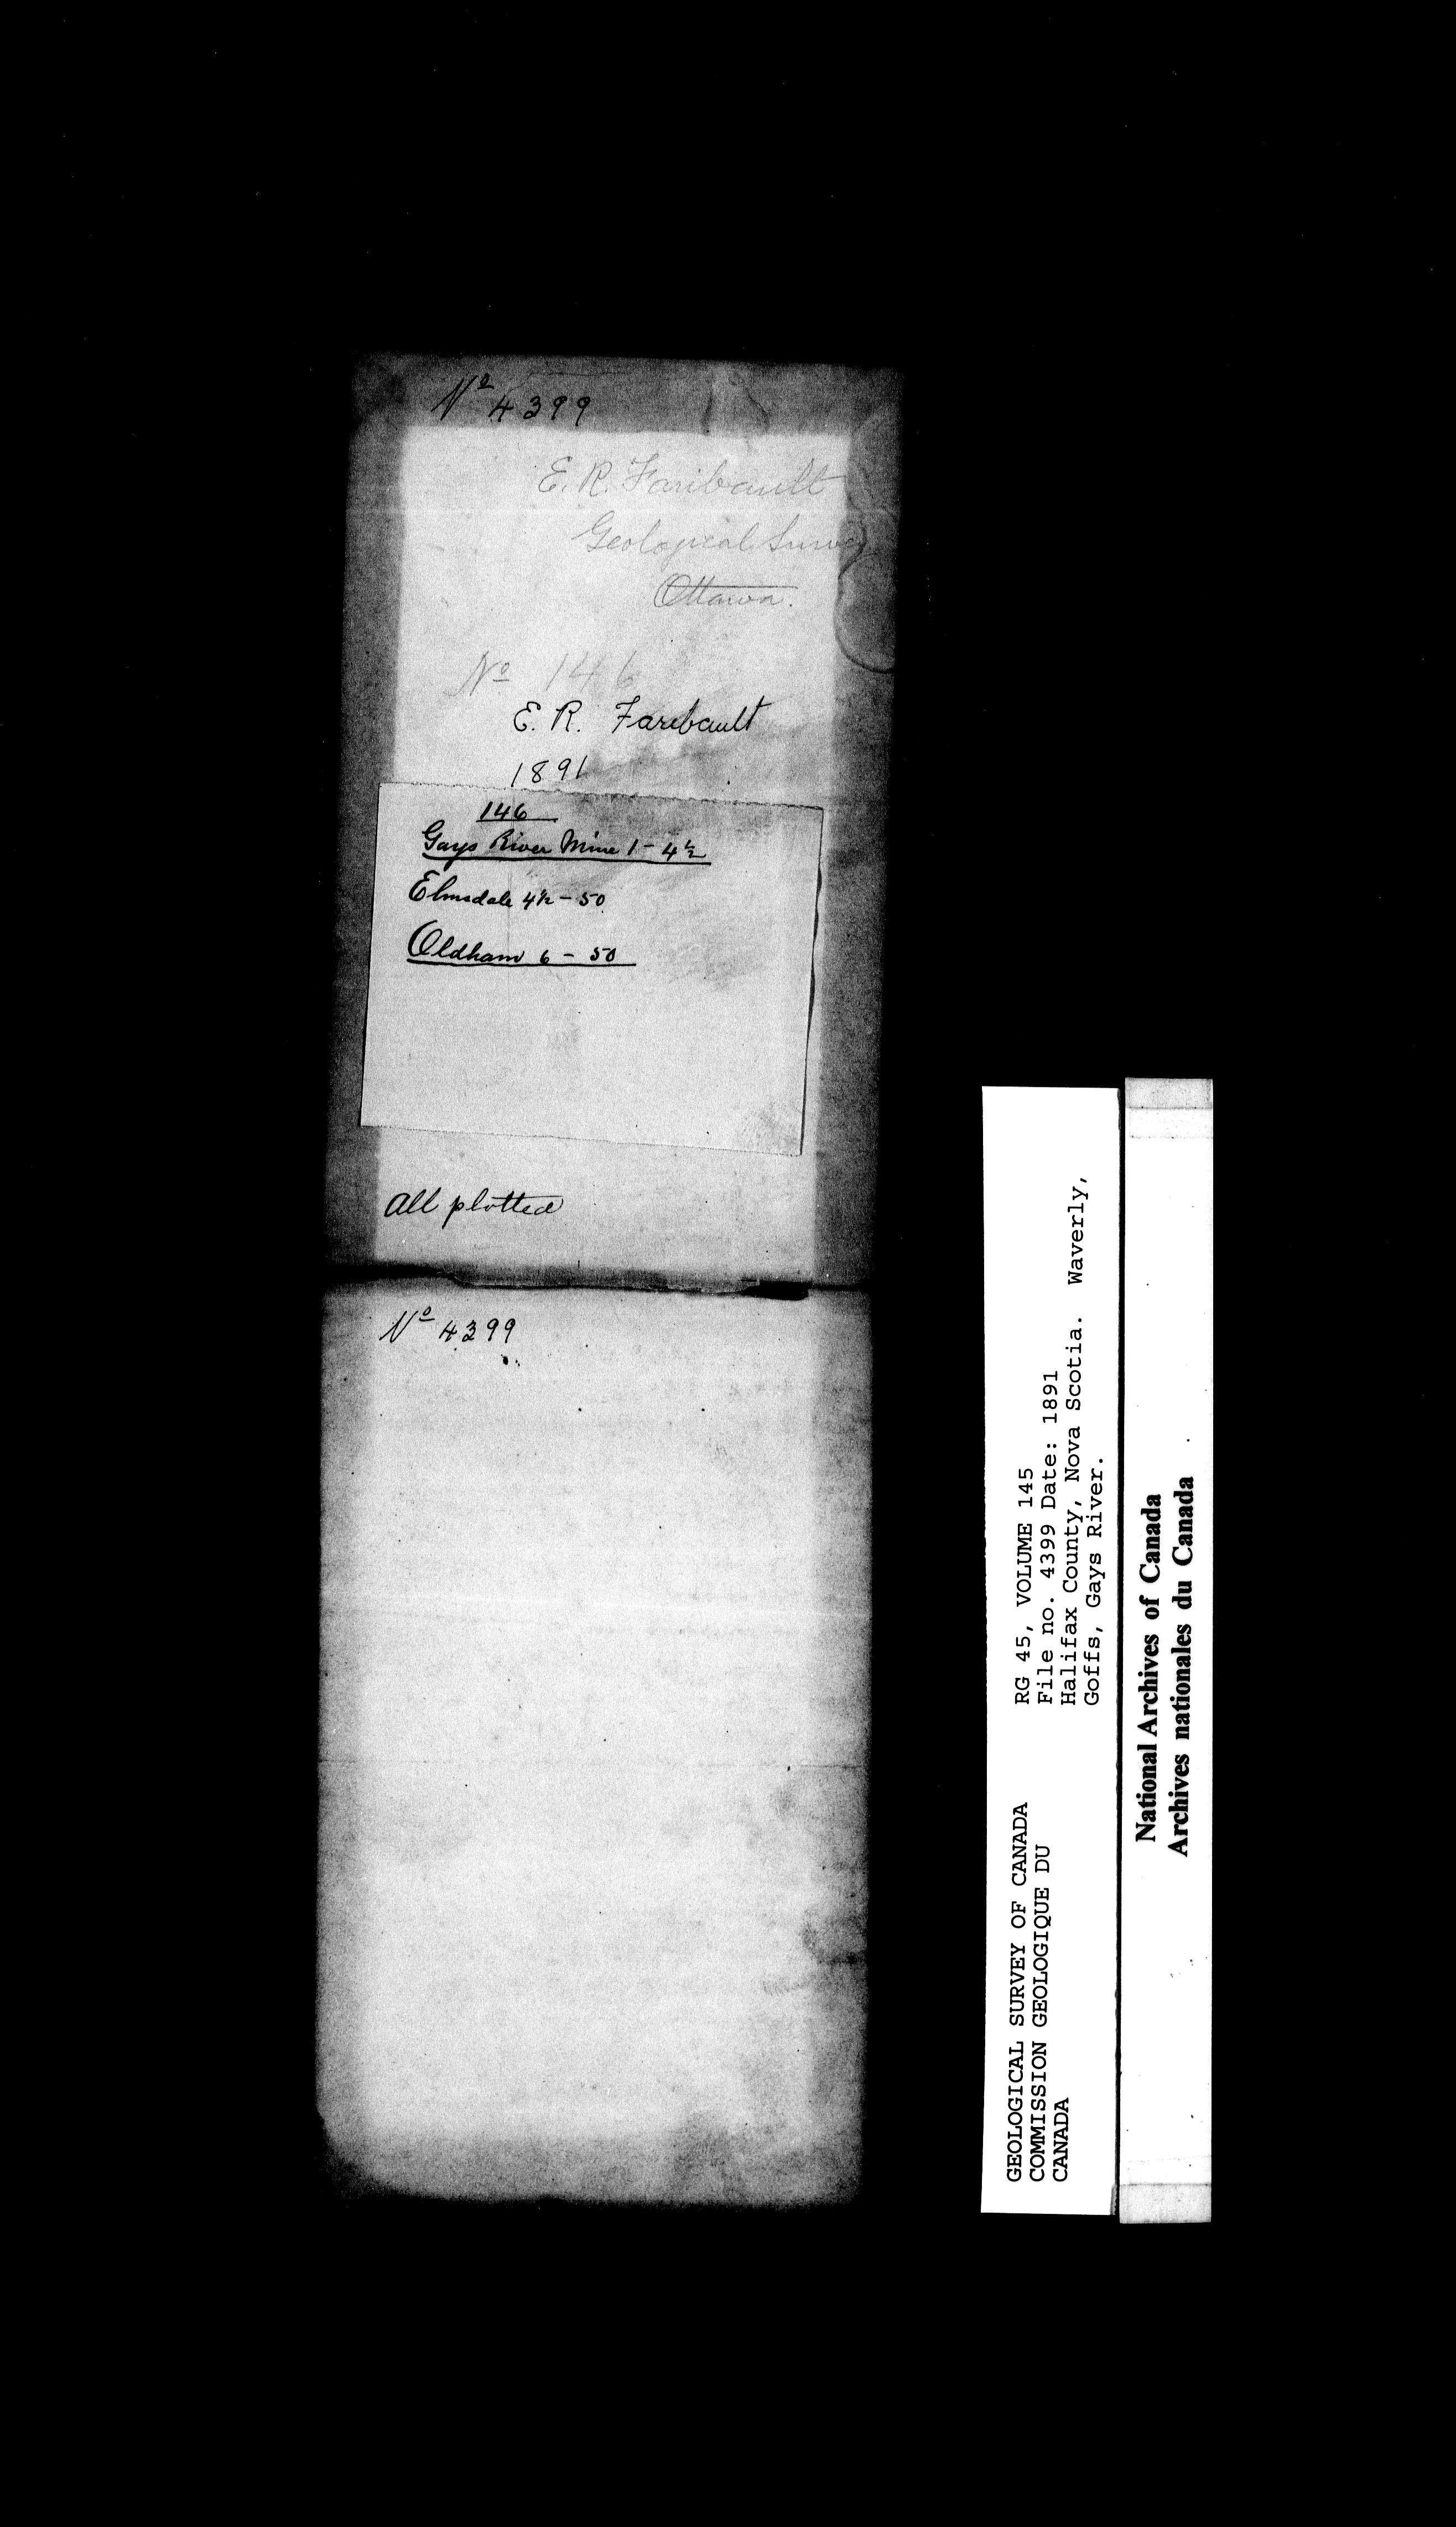 Nº 4399
E. R. Faribault
Geological Survey
Ottawa.
Nº 146
E. R. Faribault
1891
146
Gays River Mine 1 - 4½
Elmsdale 4½ - 50
Oldham 6 - 50
all plotted
Nº 4399
GEOLOGICAL SURVEY OF CANADA
COMMISSION GEOLOGIQUE DU
CANADA
RG 45, VOLUME 145
File no. 4399 Date: 1891
Halifax County, Nova Scotia. Waverly,
Goffs, Gays River.
National Archives of Canada
Archives nationales du Canada